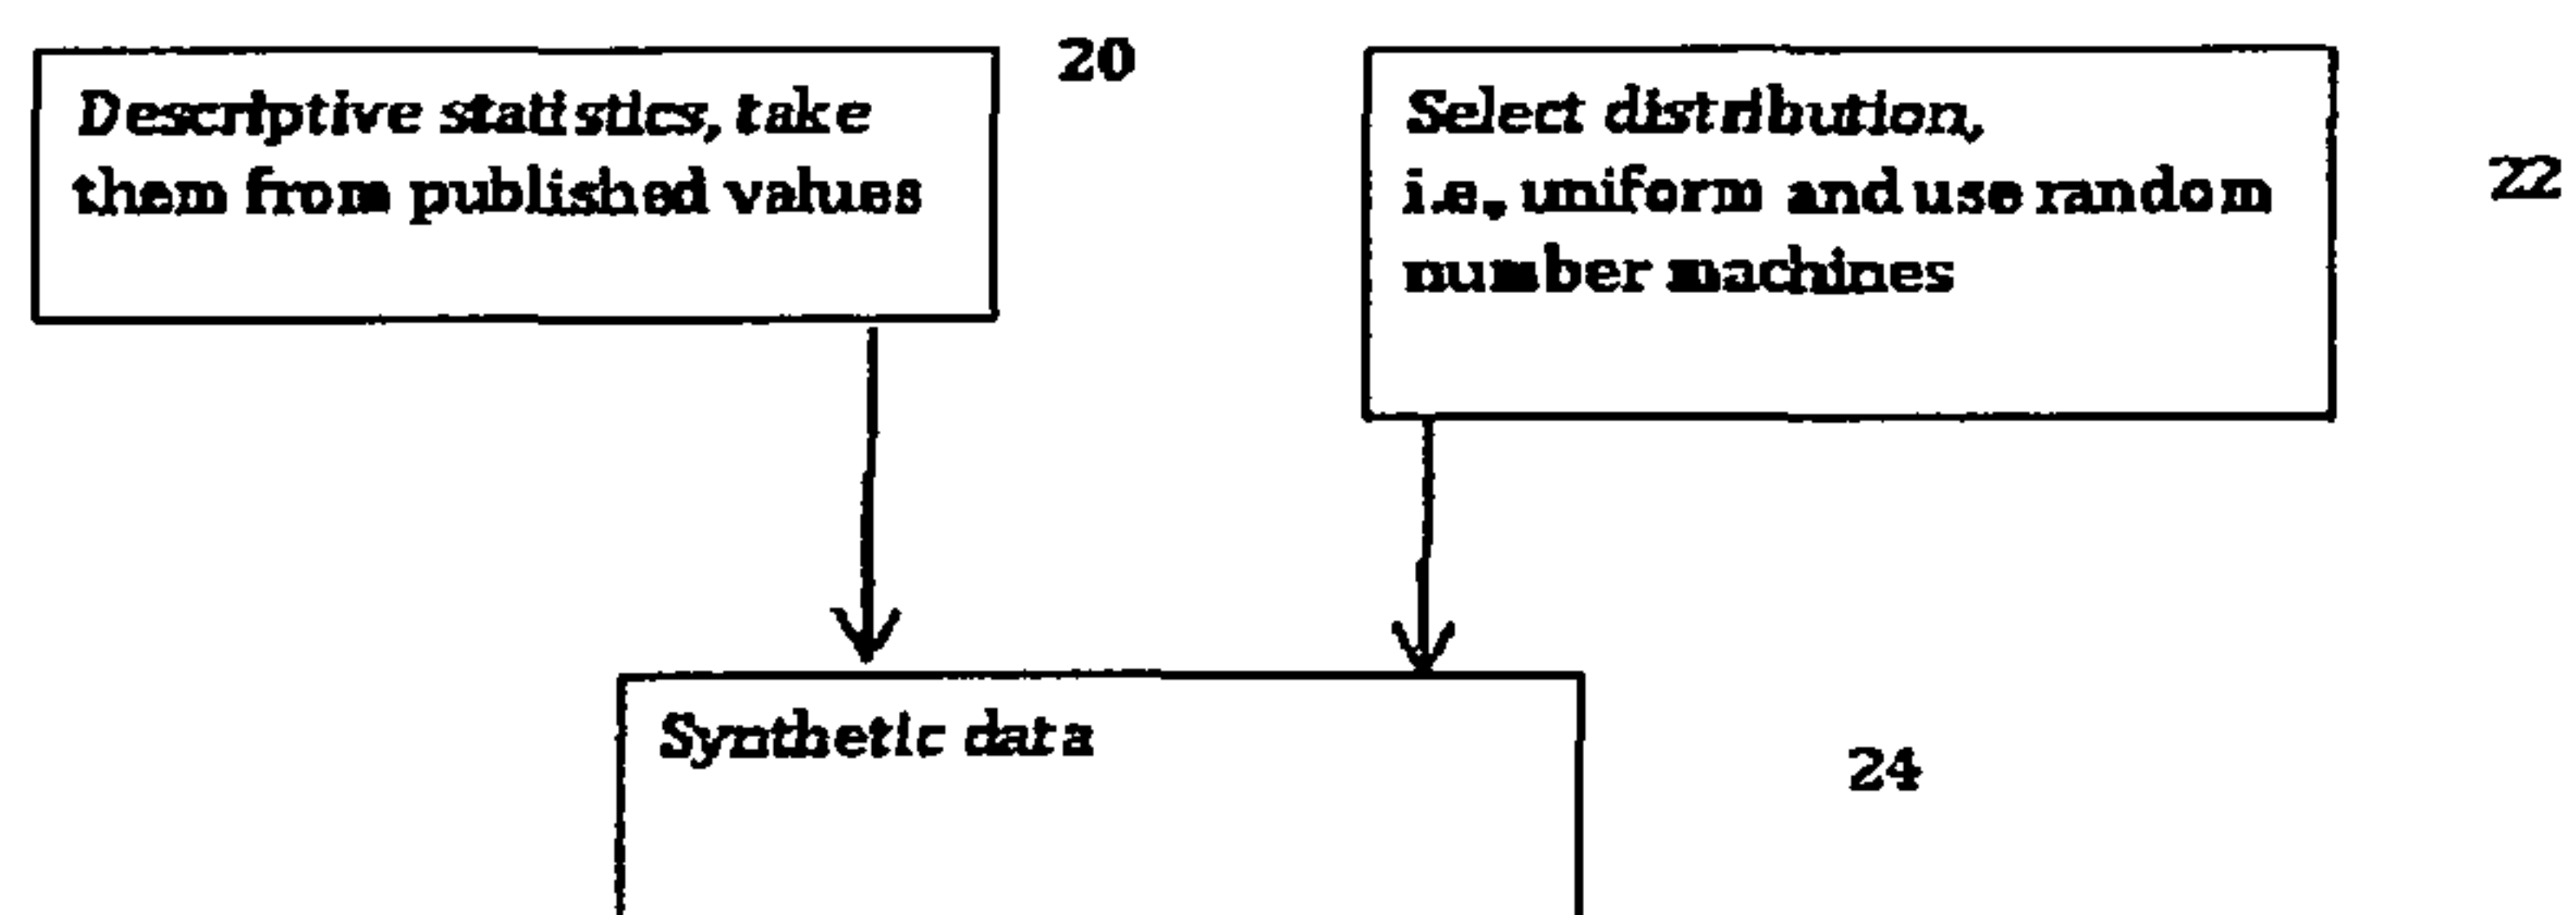 Descriptive statistics, take
them from published values
20
Select distribution,
i.e., uniform and use random
number machines
22
Synthetic data
24